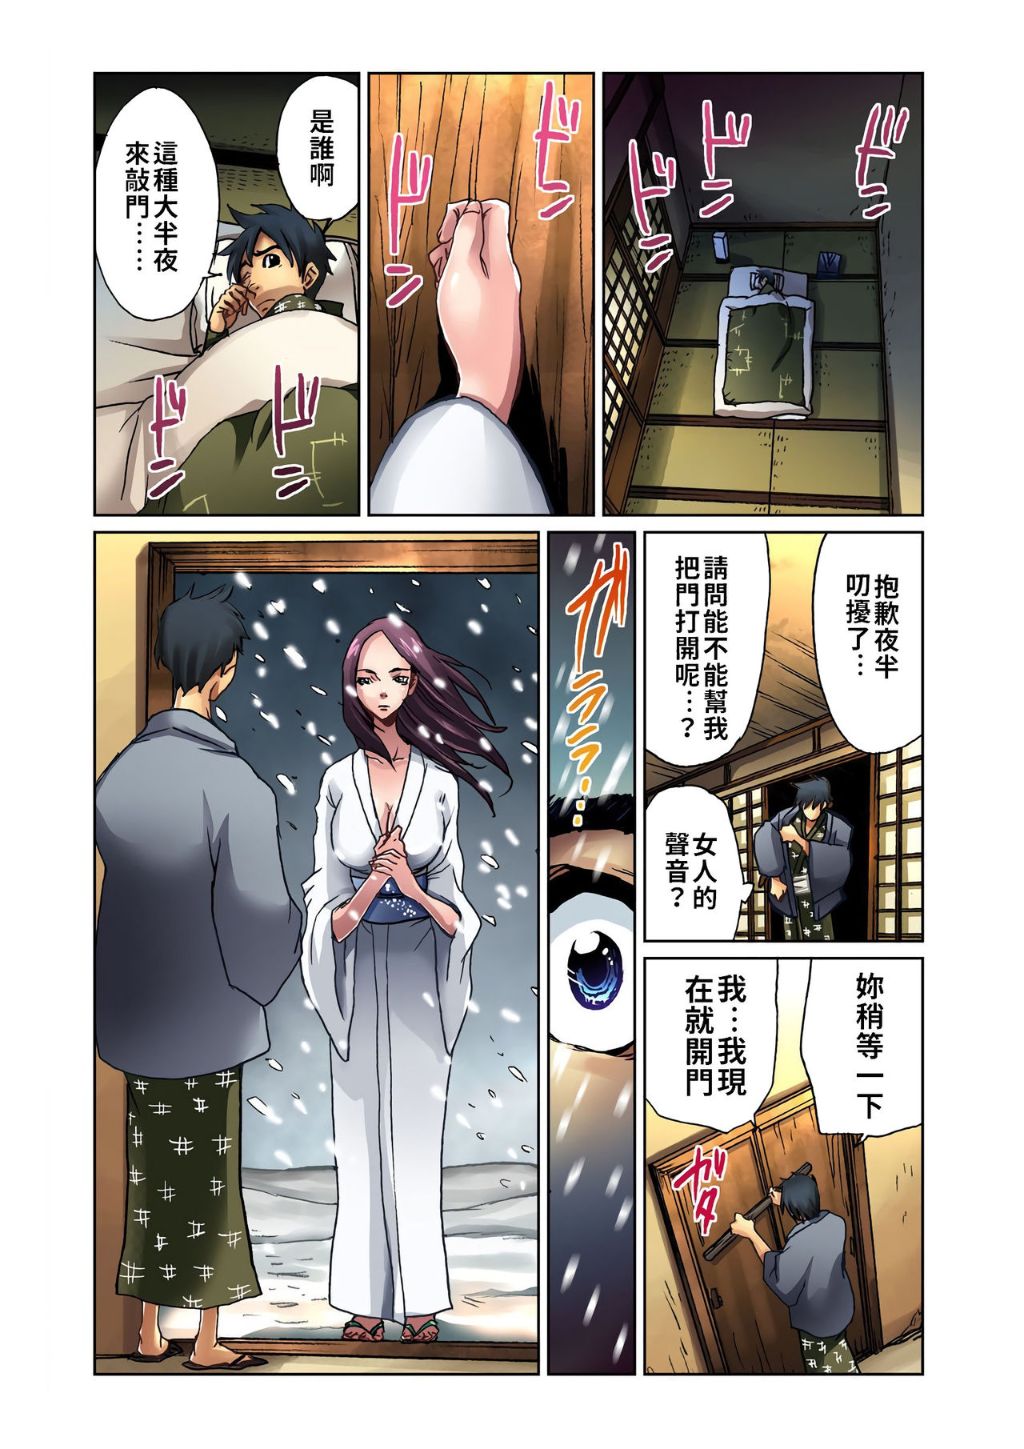 ドン
ドン
ドン
ドン
是誰啊
這種大半夜
來敲門⋯⋯
ドン
ドン
抱歉夜半
叨擾了⋯
請問能不能幫我
把門打開呢⋯？
女人的
聲音？
妳稍等一下
我⋯我現
在就開門
ガタ
ガララ⋯